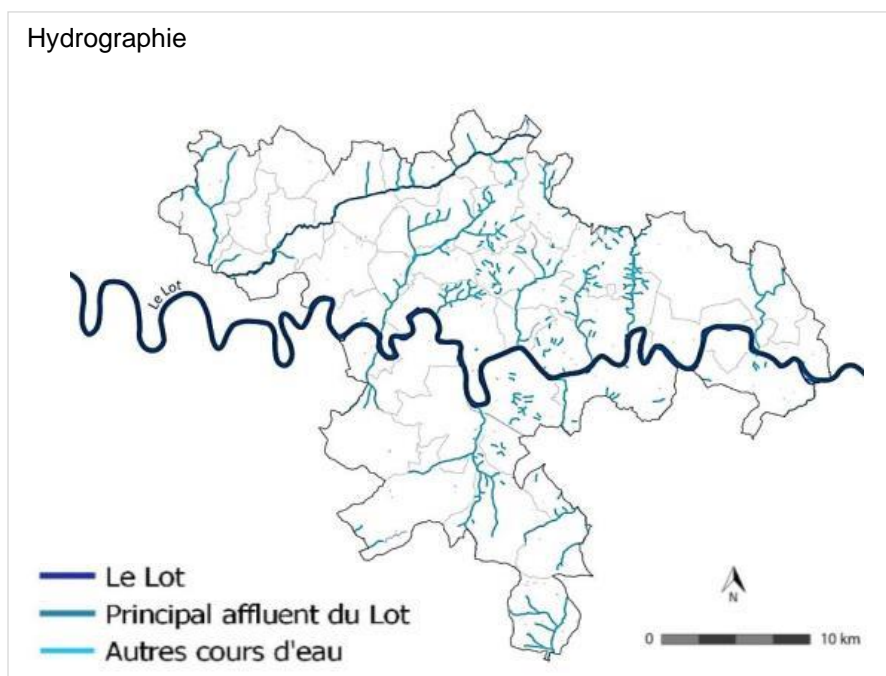 Hydrographie
Le Lot
Le Lot
Principal affluent du Lot
Autres cours d'eau
N
0 10 km